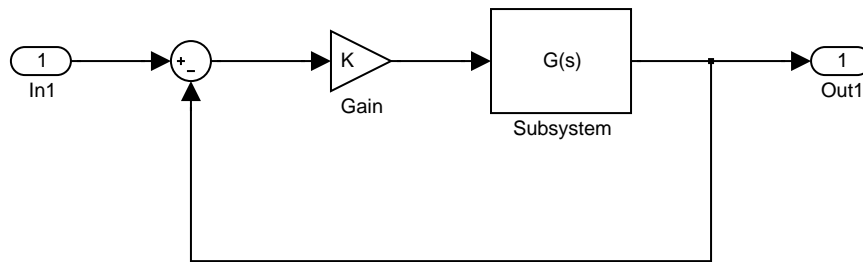 1
In1
+
−
K
Gain
G(s)
Subsystem
1
Out1